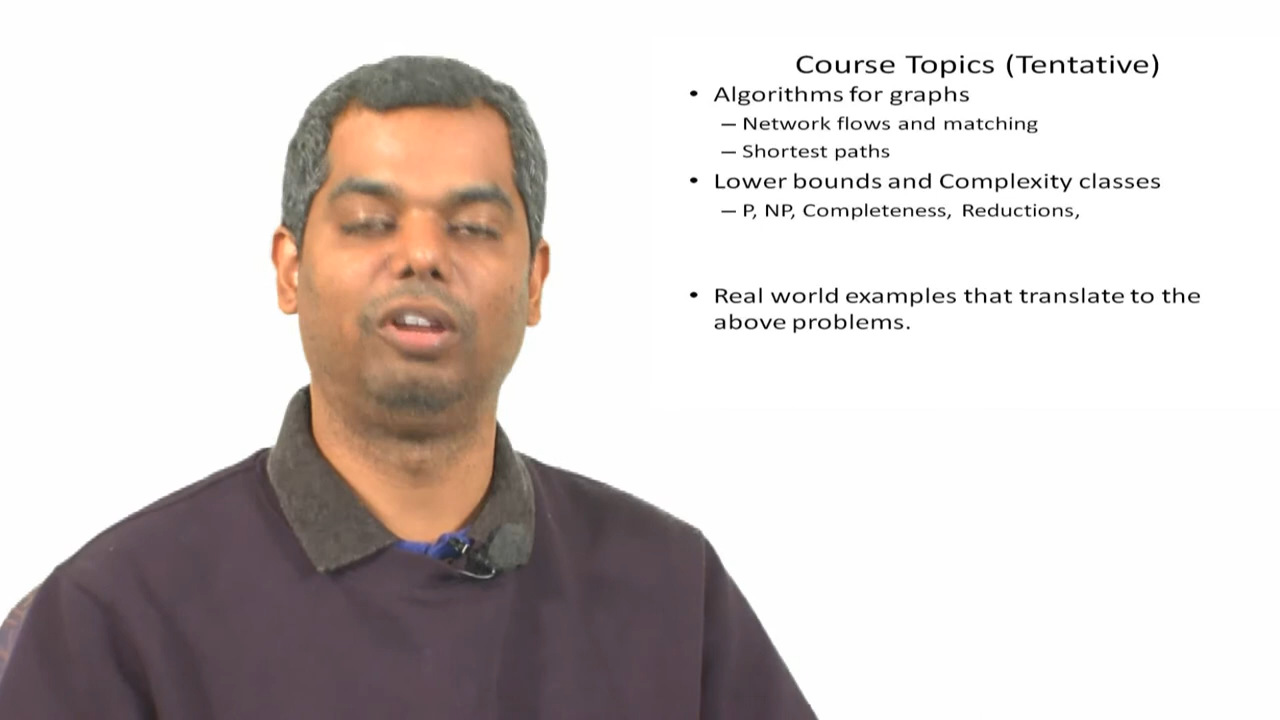 Course Topics (Tentative)
• Algorithms for graphs
– Network flows and matching
– Shortest paths
• Lower bounds and Complexity classes
– P, NP, Completeness, Reductions,
• Real world examples that translate to the
above problems.